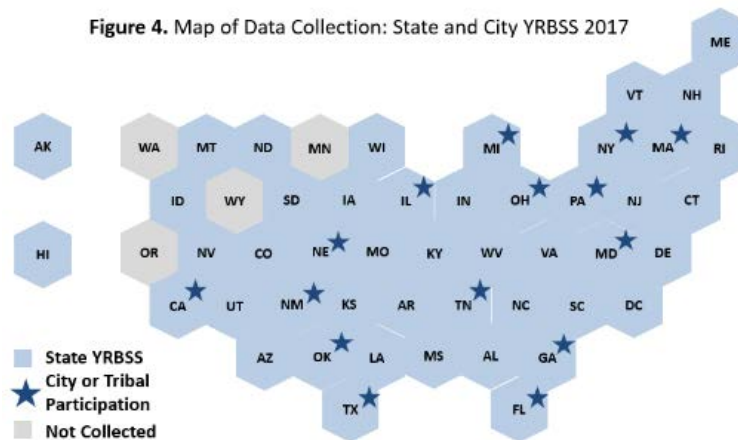 Figure 4. Map of Data Collection: State and City YRBSS 2017
ME
VT NH
AK WA MT ND MN WI MI NY MA RI
ID WY SD IA IL IN OH PA NJ CT
HI OR NV CO NE MO KY WV VA MD DE
CA UT NM KS AR TN NC SC DC
AZ OK LA MS AL GA
TX FL
State YRBSS
City or Tribal
Participation
Not Collected